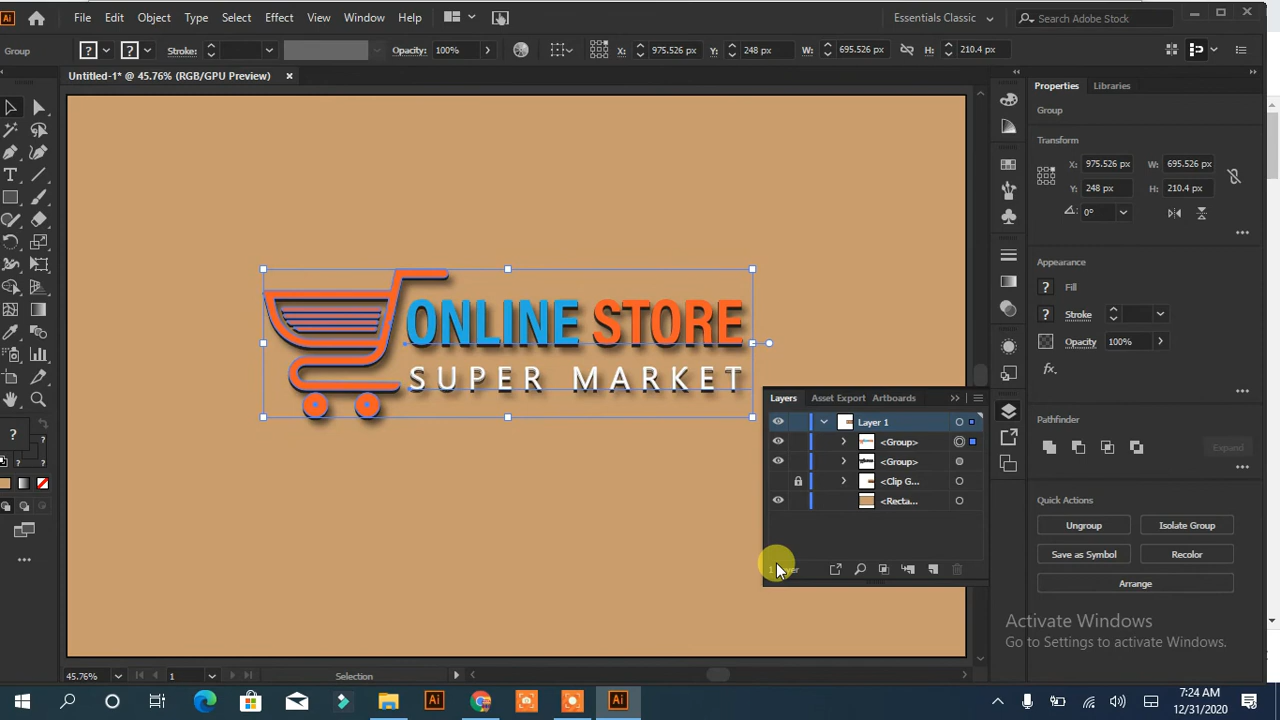 Ai File Edit Object Type Select Effect View Window Help Essentials Classic Search Adobe Stock
Group ? ? Stroke: Opacity: 100% X: 975.526 px Y: 248 px W: 695.526 px H: 210.4 px
Untitled-1* @ 45.76% (RGB/GPU Preview) ×
Properties Libraries
Group
Transform
X: 975.526 px W: 695.526 px
Y: 248 px H: 210.4 px
0°
Appearance
? Fill
? Stroke
Opacity 100%
fx.
Pathfinder
Expand
Quick Actions
Ungroup Isolate Group
Save as Symbol Recolor
Arrange
ONLINE STORE
SUPER MARKET
Layers Asset Export Artboards
Layer 1
<Group>
<Group>
<Clip G...
<Recta...
?
Activate Windows
Go to Settings to activate Windows.
45.76% 1 Selection
7:24 AM
12/31/2020